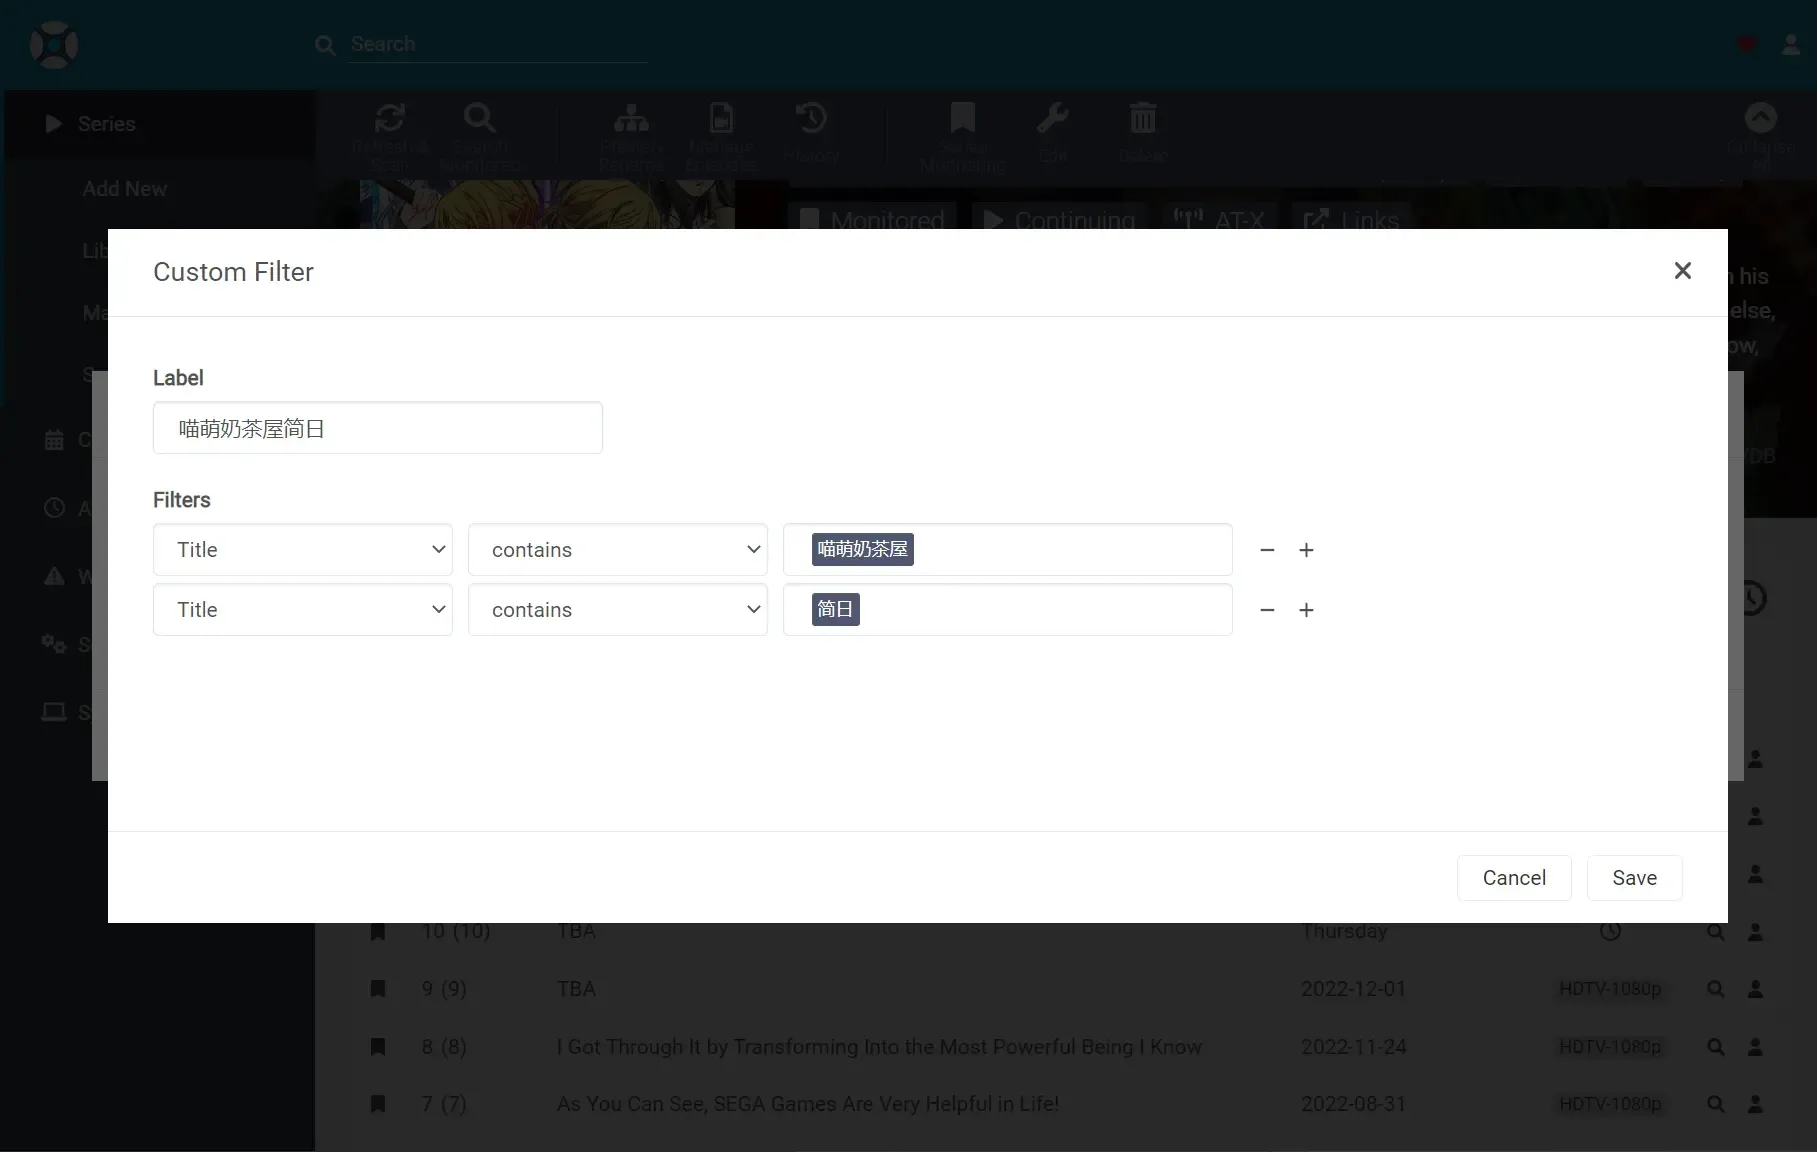 Search
Series
Refresh & Scan
Search Monitored
Preview Rename
Manage Episodes
History
Series Monitoring
Edit
Delete
Add New
Monitored
Continuing
AT-X
Links
Custom Filter
his
else,
Label
喵萌奶茶屋简日
Filters
Title
contains
喵萌奶茶屋
Title
contains
简日
Cancel
Save
10 (10) TBA Thursday
9 (9) TBA 2022-12-01 HDTV-1080p
8 (8) I Got Through It by Transforming Into the Most Powerful Being I Know 2022-11-24 HDTV-1080p
7 (7) As You Can See, SEGA Games Are Very Helpful in Life! 2022-08-31 HDTV-1080p